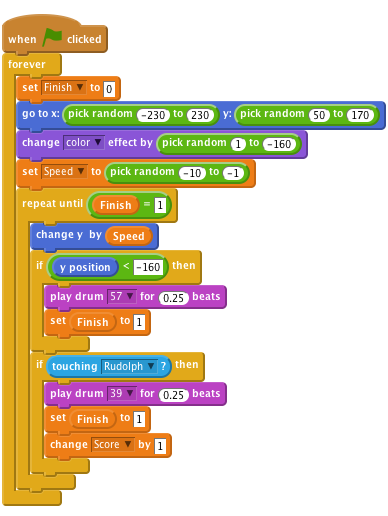 when clicked
forever
set Finish to 0
go to x: pick random -230 to 230 y: pick random 50 to 170
change color effect by pick random 1 to -160
set Speed to pick random -10 to -1
repeat until Finish = 1
change y by Speed
if y position < -160 then
play drum 57 for 0.25 beats
set Finish to 1
if touching Rudolph ? then
play drum 39 for 0.25 beats
set Finish to 1
change Score by 1